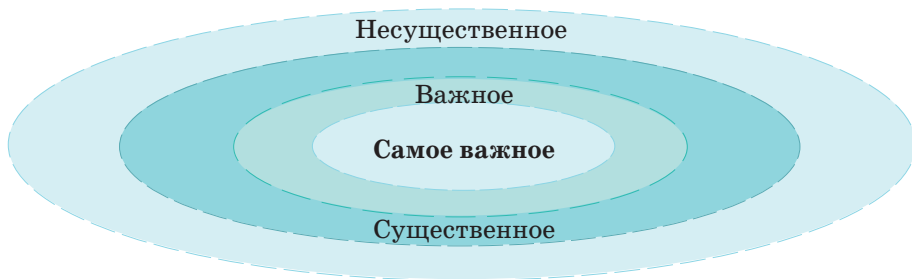 Несущественное
Важное
Самое важное
Существенное